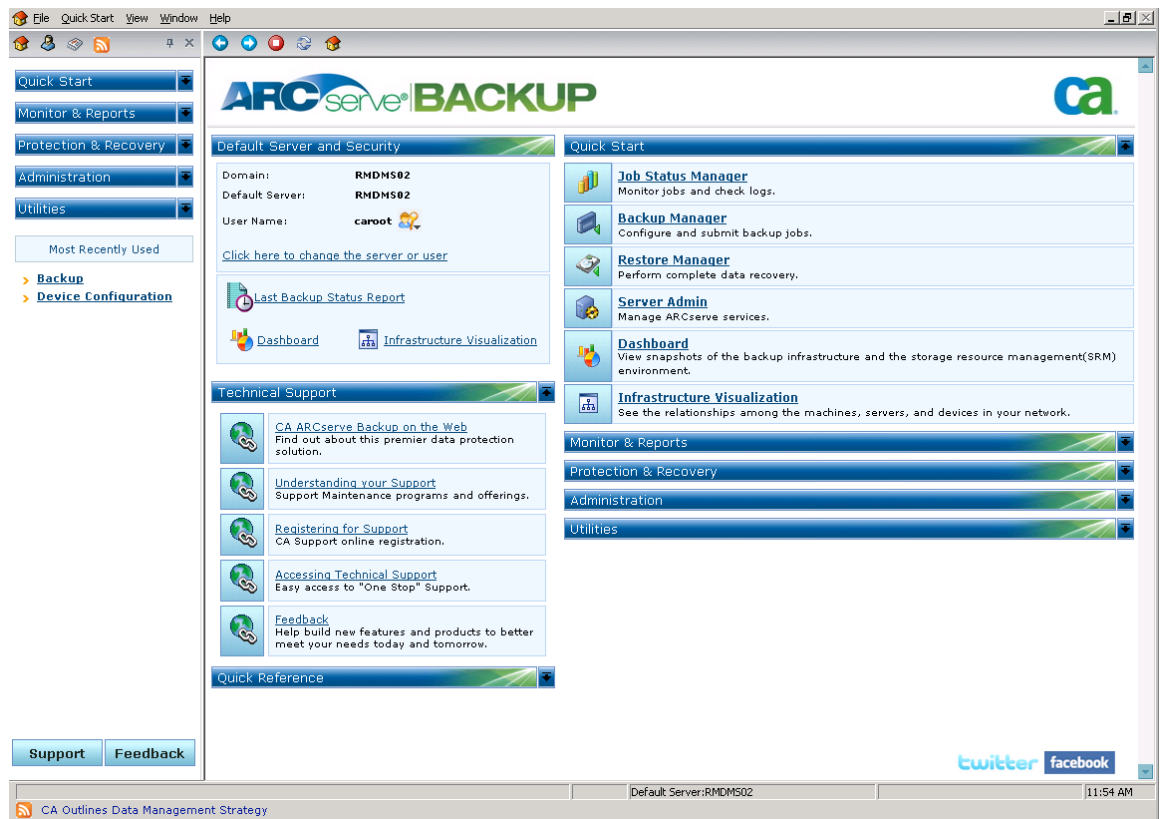 File Quick Start View Window Help
Quick Start
Monitor & Reports
Protection & Recovery
Administration
Utilities
Most Recently Used
Backup
Device Configuration
Support Feedback
ARCserve® BACKUP
ca
Default Server and Security
Domain: RMDMS02
Default Server: RMDMS02
User Name: caroot
Click here to change the server or user
Last Backup Status Report
Dashboard Infrastructure Visualization
Technical Support
CA ARCserve Backup on the Web
Find out about this premier data protection
solution.
Understanding your Support
Support Maintenance programs and offerings.
Registering for Support
CA Support online registration.
Accessing Technical Support
Easy access to "One Stop" Support.
Feedback
Help build new features and products to better
meet your needs today and tomorrow.
Quick Reference
Quick Start
Job Status Manager
Monitor jobs and check logs.
Backup Manager
Configure and submit backup jobs.
Restore Manager
Perform complete data recovery.
Server Admin
Manage ARCserve services.
Dashboard
View snapshots of the backup infrastructure and the storage resource management(SRM)
environment.
Infrastructure Visualization
See the relationships among the machines, servers, and devices in your network.
Monitor & Reports
Protection & Recovery
Administration
Utilities
twitter facebook
Default Server:RMDMS02 11:54 AM
CA Outlines Data Management Strategy